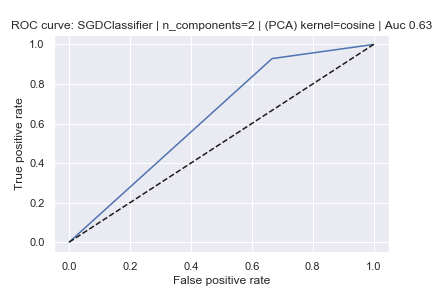 ROC curve: SGDClassifier | n_components=2 | (PCA) kernel=cosine | Auc 0.63
1.0
0.8
0.6
0.4
0.2
0.0
True positive rate
0.0 0.2 0.4 0.6 0.8 1.0
False positive rate